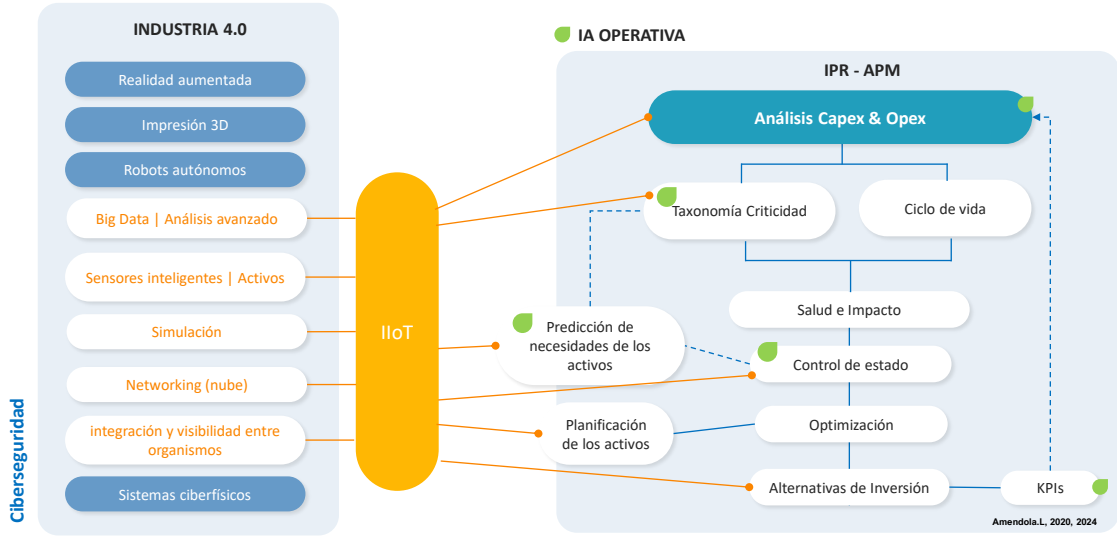 INDUSTRIA 4.0
Realidad aumentada
Impresión 3D
Robots autónomos
Big Data | Análisis avanzado
Sensores inteligentes | Activos
Simulación
Networking (nube)
integración y visibilidad entre
organismos
Sistemas ciberfísicos
Ciberseguridad
IIoT
IA OPERATIVA
IPR - APM
Análisis Capex & Opex
Taxonomía Criticidad
Ciclo de vida
Salud e Impacto
Predicción de
necesidades de los
activos
Control de estado
Planificación
de los activos
Optimización
Alternativas de Inversión
KPIs
Amendola.L, 2020, 2024